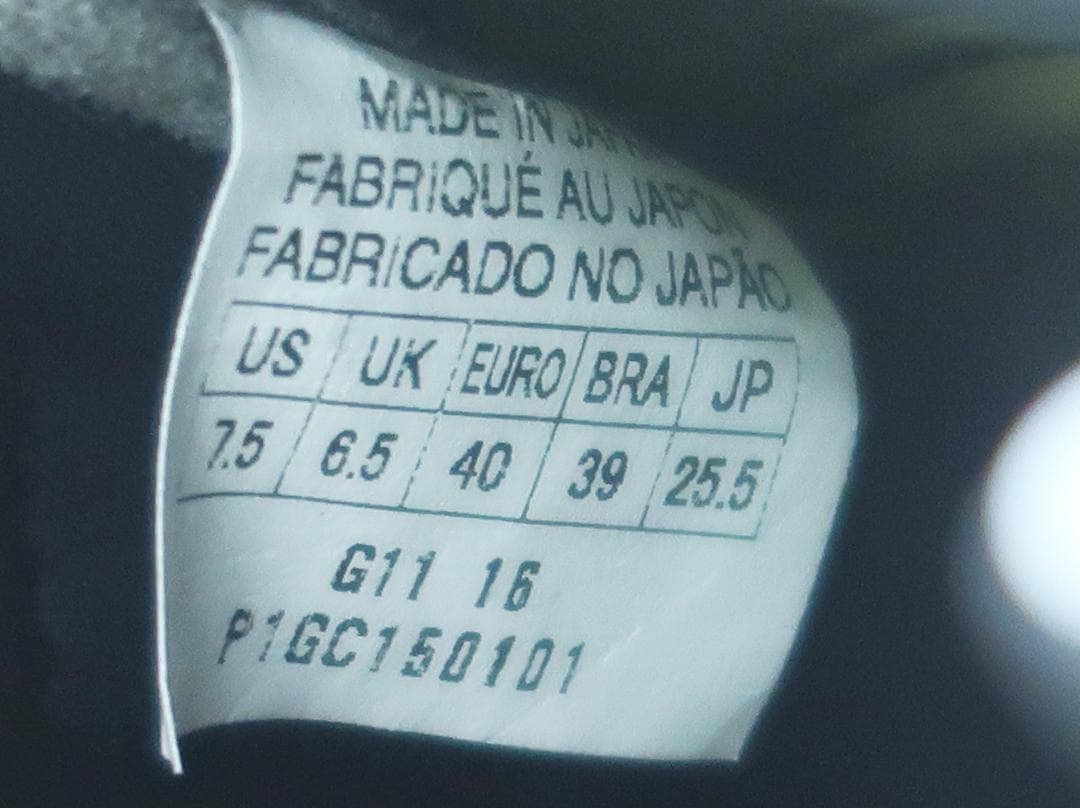 MADE IN JAPAN
FABRIQUÉ AU JAPON
FABRICADO NO JAPÃO
US UK EURO BRA JP
7.5 6.5 40 39 25.5
G11 16
P1GC150101